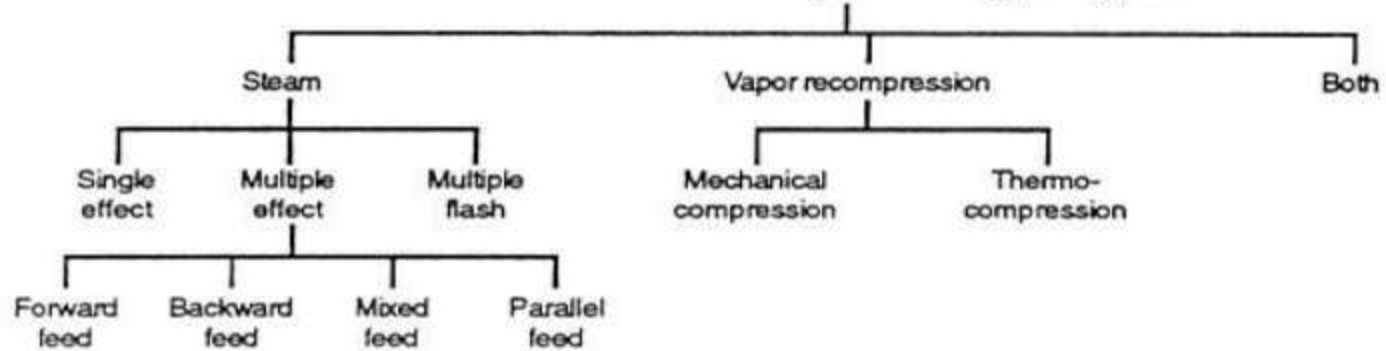 Steam
Vapor recompression
Both
Single
effect
Multiple
effect
Multiple
flash
Mechanical
compression
Thermo-
compression
Forward
feed
Backward
feed
Mixed
feed
Parallel
feed